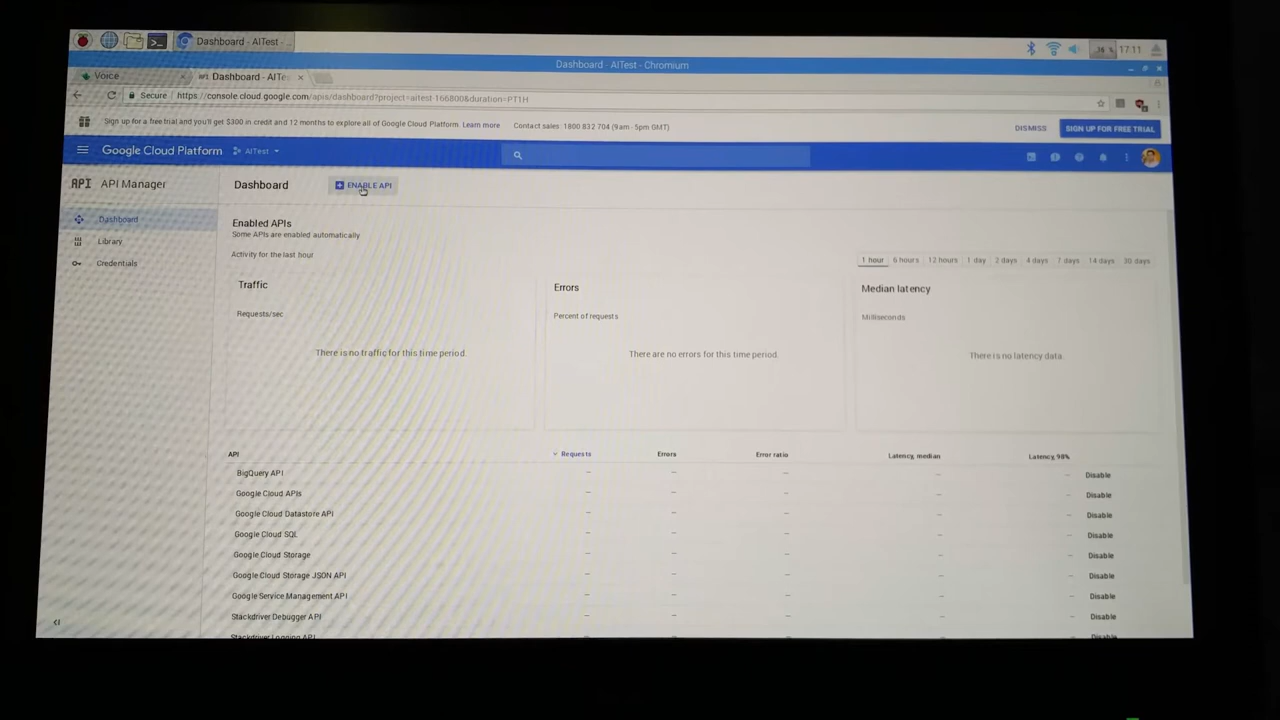 Dashboard - AITest - ...
17:11
Dashboard - AITest - Chromium
Voice
API Dashboard - AITe
Secure https://console.cloud.google.com/apis/dashboard?project=aitest-166800&duration=PT1H
Sign up for a free trial and you'll get $300 in credit and 12 months to explore all of Google Cloud Platform. Learn more Contact sales: 1800 832 704 (9am-5pm GMT) DISMISS SIGN UP FOR FREE TRIAL
Google Cloud Platform AITest
API API Manager
Dashboard ENABLE API
Dashboard
Library
Credentials
Enabled APIs
Some APIs are enabled automatically
Activity for the last hour
1 hour 6 hours 12 hours 1 day 2 days 4 days 7 days 14 days 30 days
Traffic
Requests/sec
There is no traffic for this time period.
Errors
Percent of requests
There are no errors for this time period.
Median latency
Milliseconds
There is no latency data.
API Requests Errors Error ratio Latency, median Latency, 98%
BigQuery API – – – – – Disable
Google Cloud APIs – – – – – Disable
Google Cloud Datastore API – – – – – Disable
Google Cloud SQL – – – – – Disable
Google Cloud Storage – – – – – Disable
Google Cloud Storage JSON API – – – – – Disable
Google Service Management API – – – – – Disable
Stackdriver Debugger API – – – – – Disable
Stackdriver Logging API – – – – – Disable